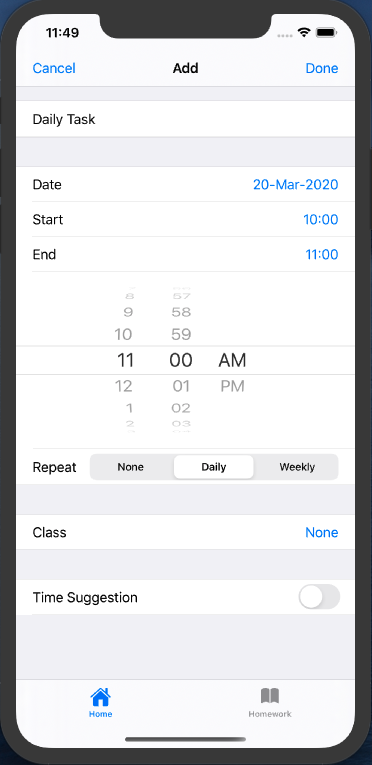 11:49
Cancel Add Done
Daily Task
Date 20-Mar-2020
Start 10:00
End 11:00
8 57
9 58
10 59
11 00 AM
12 01 PM
1 02
2 03
Repeat None Daily Weekly
Class None
Time Suggestion
Home Homework